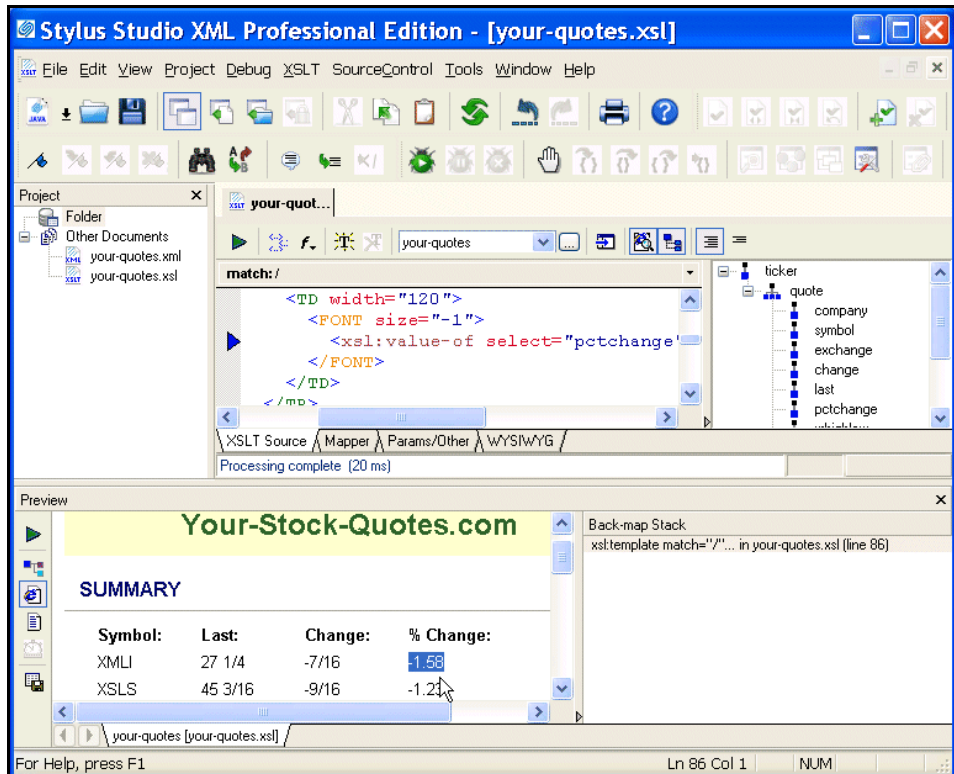 Stylus Studio XML Professional Edition - [your-quotes.xsl]
File Edit View Project Debug XSLT SourceControl Tools Window Help
Project
Folder
Other Documents
your-quotes.xml
your-quotes.xsl
your-quot...
your-quotes
match: /
<TD width="120">
<FONT size="-1">
<xsl:value-of select="pctchange"
</FONT>
</TD>
</TR>
ticker
quote
company
symbol
exchange
change
last
pctchange
XSLT Source Mapper Params/Other WYSIWYG
Processing complete (20 ms)
Preview
Your-Stock-Quotes.com
SUMMARY
Symbol: Last: Change: % Change:
XMLI 27 1/4 -7/16 -1.58
XSLS 45 3/16 -9/16 -1.23
Back-map Stack
xsl:template match="/"... in your-quotes.xsl (line 86)
your-quotes [your-quotes.xsl]
For Help, press F1
Ln 86 Col 1 NUM